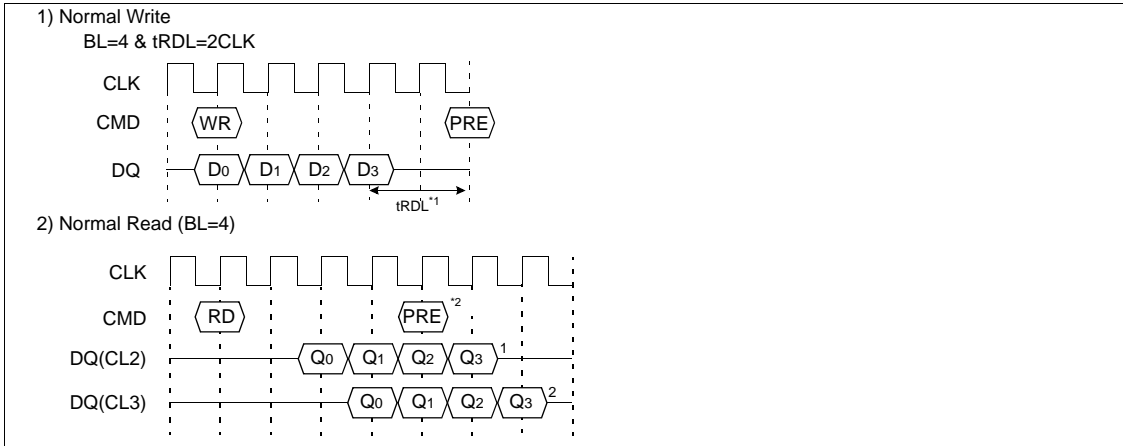 1) Normal Write
BL=4 & tRDL=2CLK
CLK
CMD WR PRE
DQ D0 D1 D2 D3
tRDL*1
2) Normal Read (BL=4)
CLK
CMD RD PRE *2
DQ(CL2) Q0 Q1 Q2 Q3 1
DQ(CL3) Q0 Q1 Q2 Q3 2